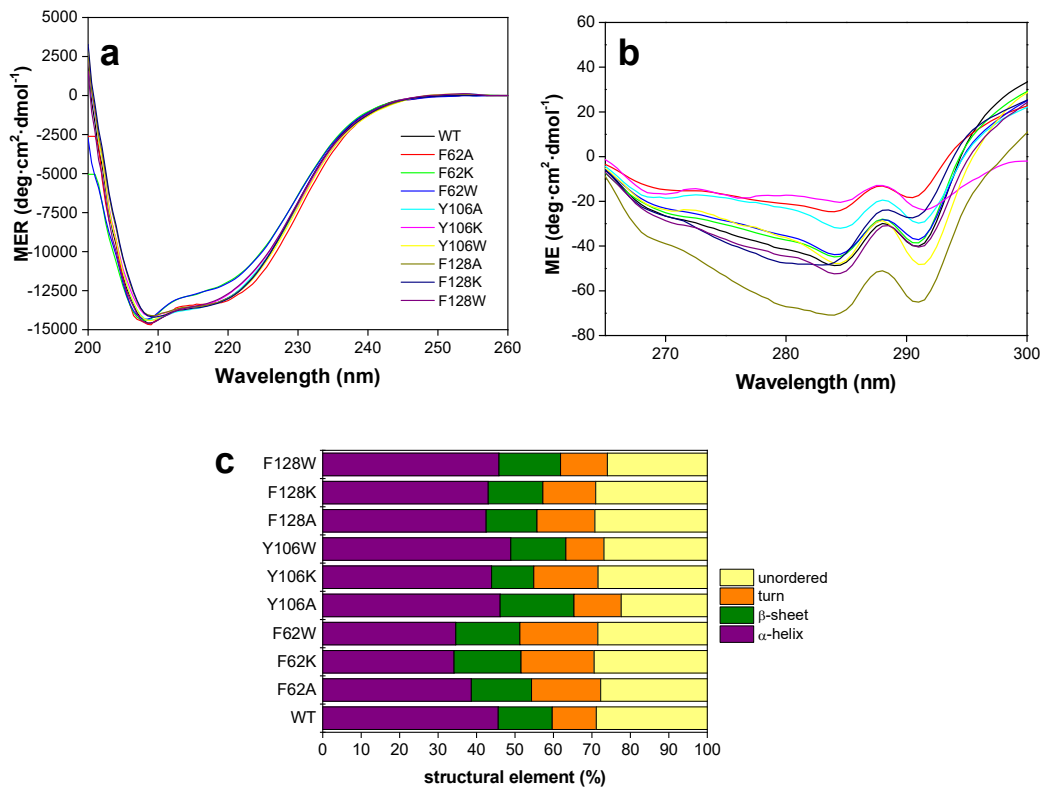 a
MER (deg·cm²·dmol⁻¹)
5000
2500
0
-2500
-5000
-7500
-10000
-12500
-15000
200 210 220 230 240 250 260
Wavelength (nm)
WT
F62A
F62K
F62W
Y106A
Y106K
Y106W
F128A
F128K
F128W
b
ME (deg·cm²·dmol⁻¹)
60
40
20
0
-20
-40
-60
-80
270 280 290 300
Wavelength (nm)
c
F128W
F128K
F128A
Y106W
Y106K
Y106A
F62W
F62K
F62A
WT
0 10 20 30 40 50 60 70 80 90 100
structural element (%)
unordered
turn
β-sheet
α-helix